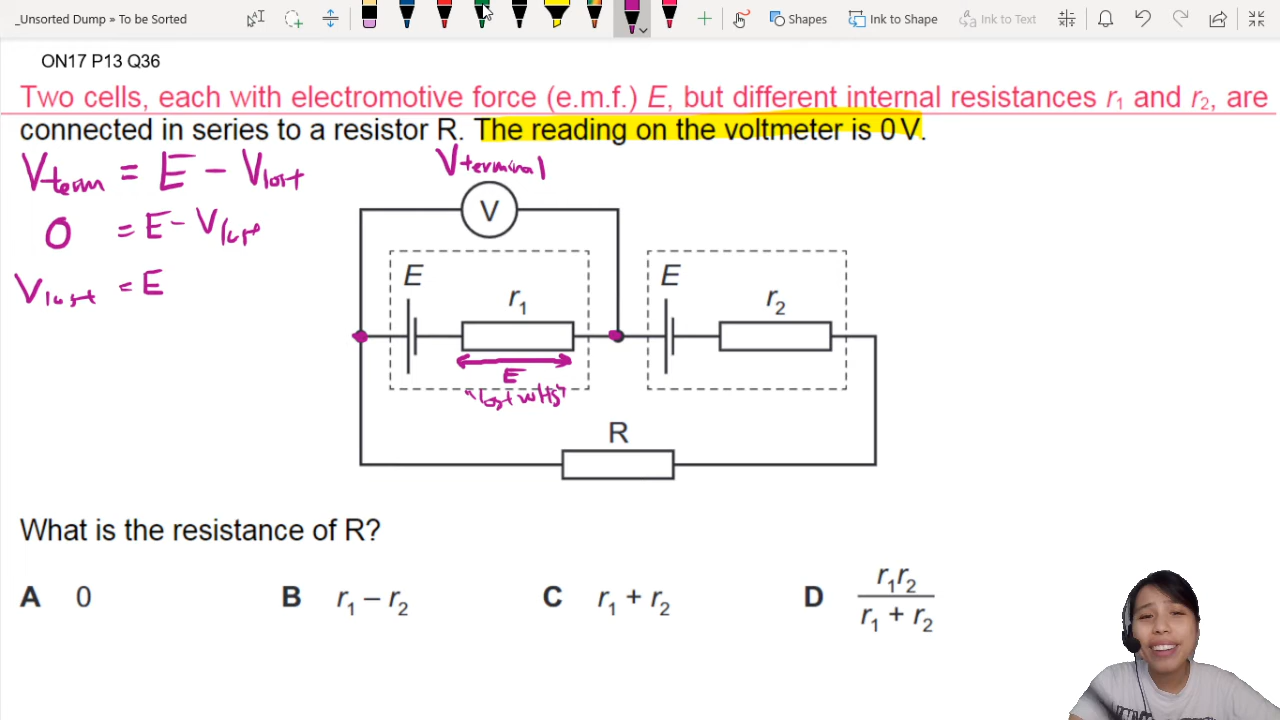 _Unsorted Dump » To be Sorted
Shapes
Ink to Shape
Ink to Text
ON17 P13 Q36
Two cells, each with electromotive force (e.m.f.) E, but different internal resistances r₁ and r₂, are
connected in series to a resistor R. The reading on the voltmeter is 0 V.
Vterm = E - Vlost
0 = E - Vlost
Vlost = E
Vterminal
V
E
r₁
E
r₂
E
"lost volts"
R
What is the resistance of R?
A 0
B r₁ – r₂
C r₁ + r₂
D r₁r₂
r₁ + r₂